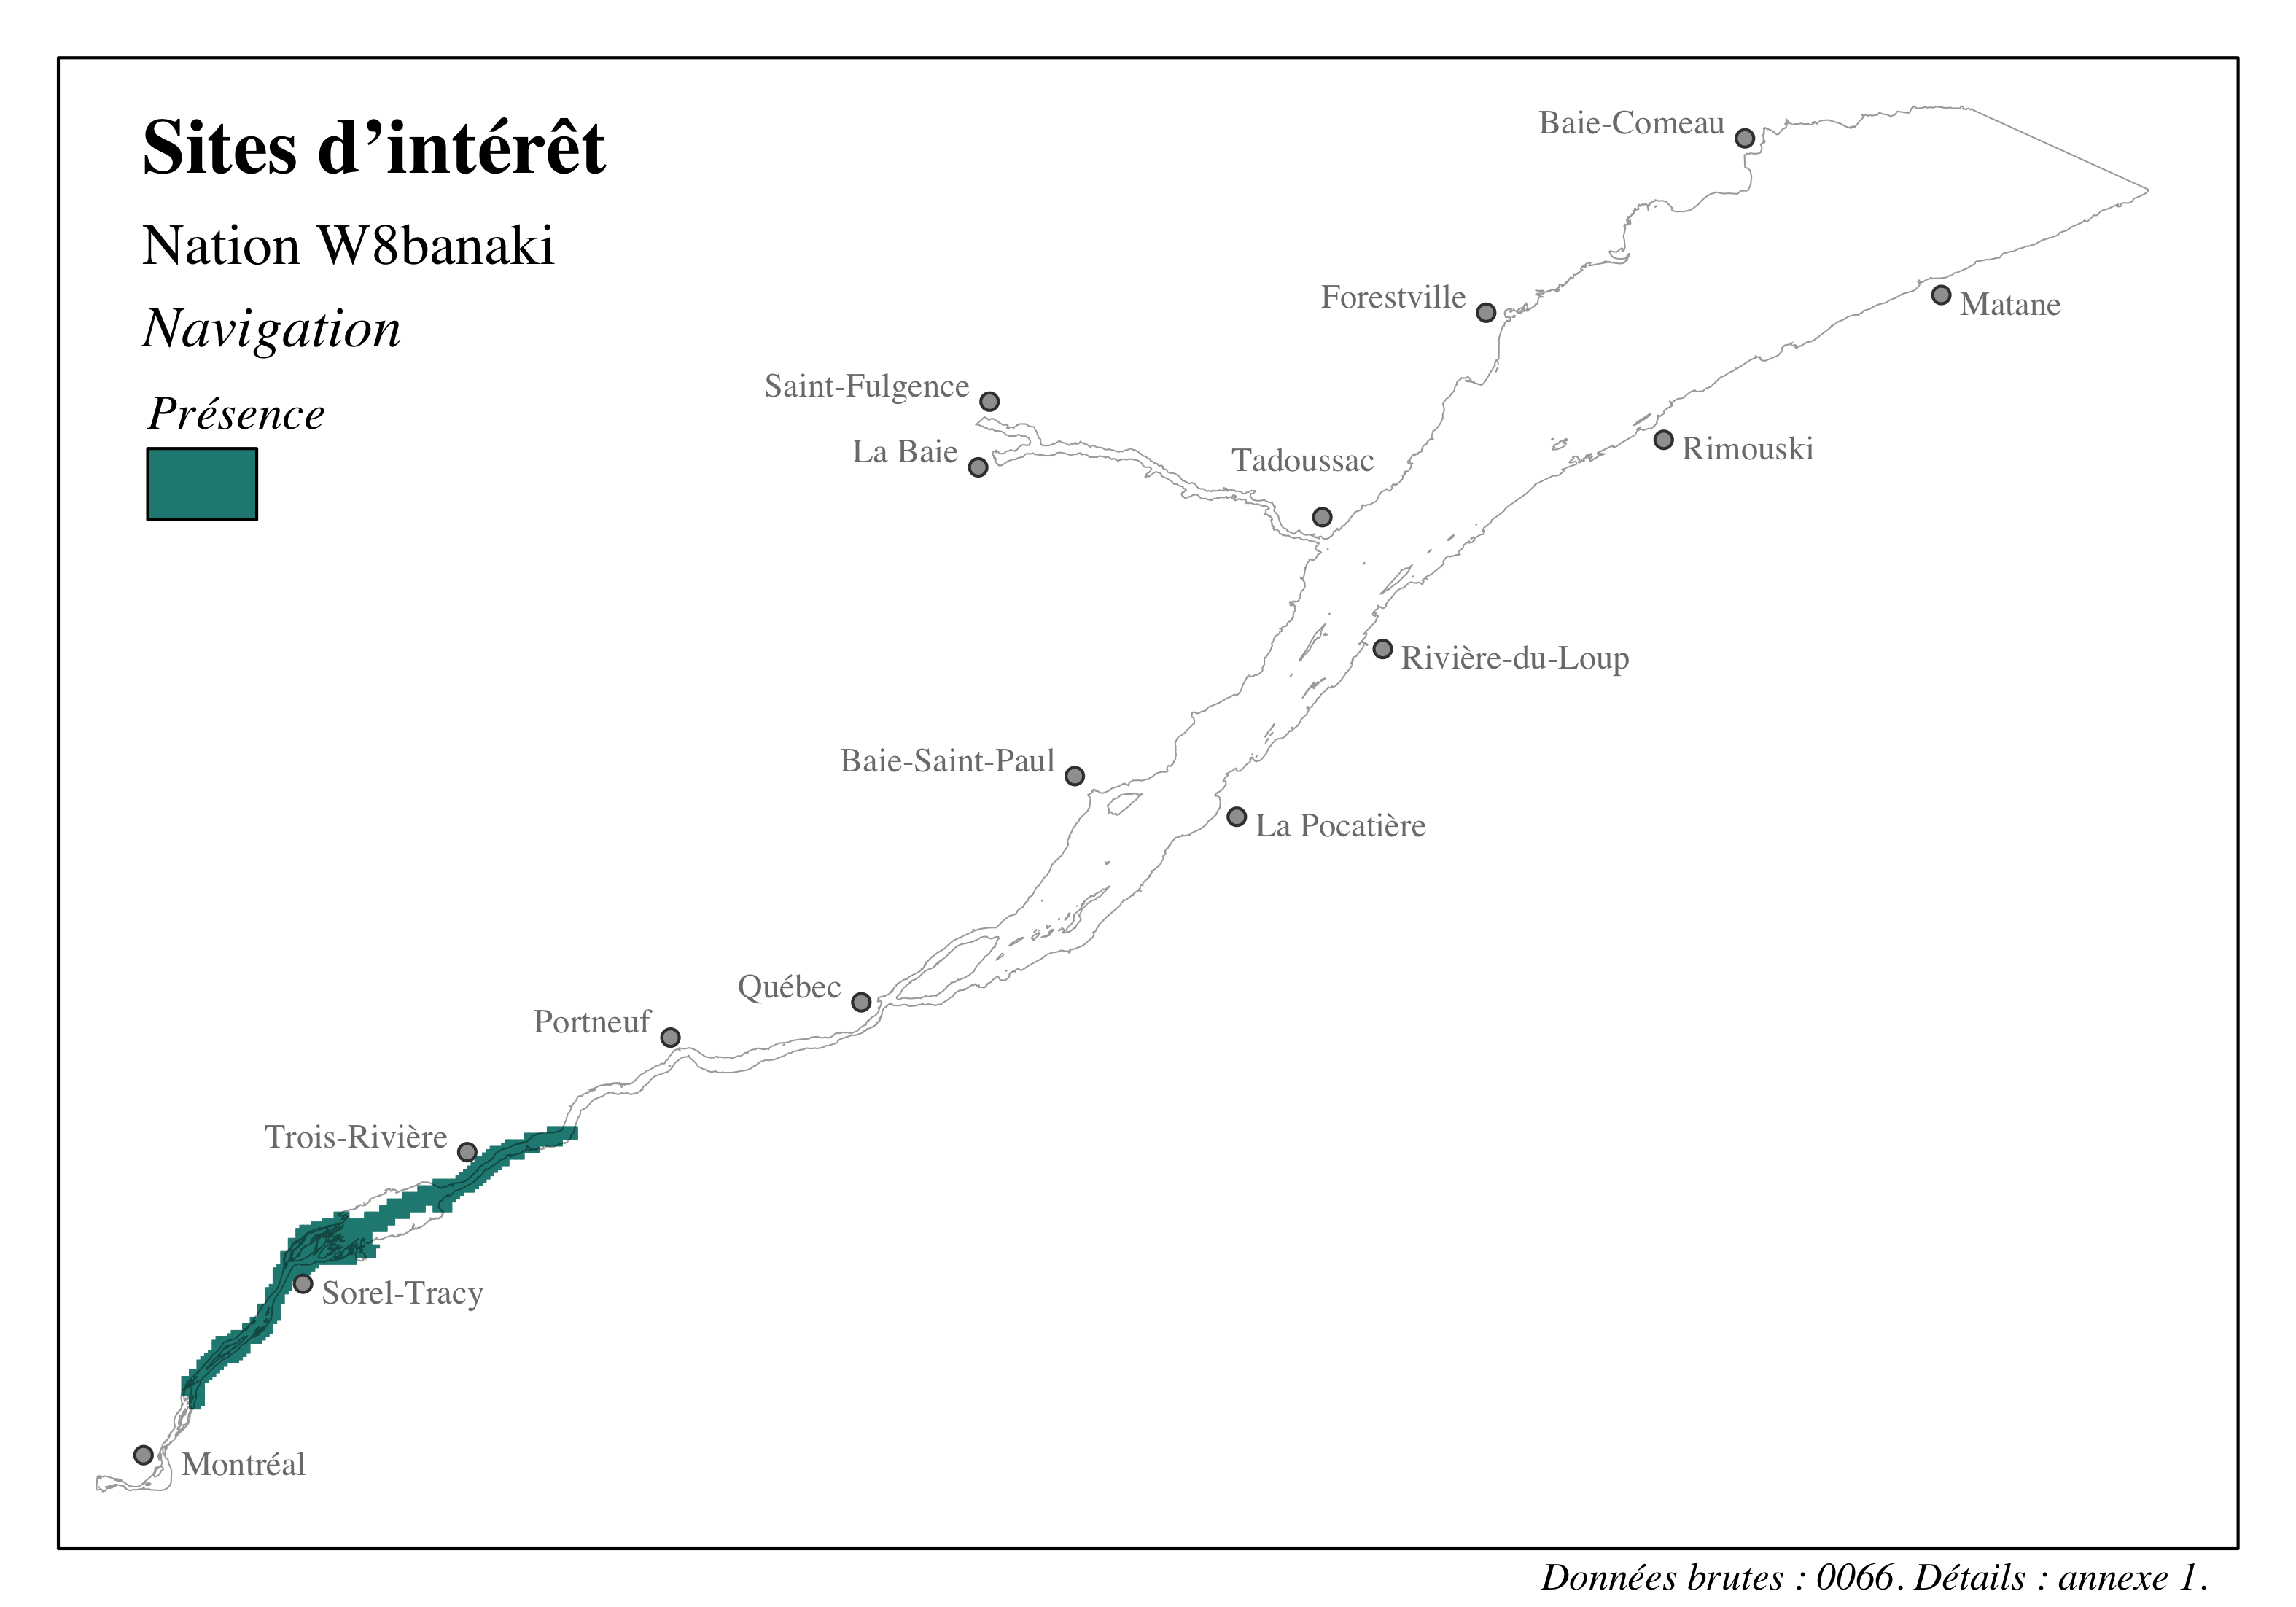 Sites d’intérêt
Nation W8banaki
Navigation
Présence
Baie-Comeau
Forestville
Matane
Saint-Fulgence
La Baie
Tadoussac
Rimouski
Rivière-du-Loup
Baie-Saint-Paul
La Pocatière
Québec
Portneuf
Trois-Rivière
Sorel-Tracy
Montréal
Données brutes : 0066. Détails : annexe 1.